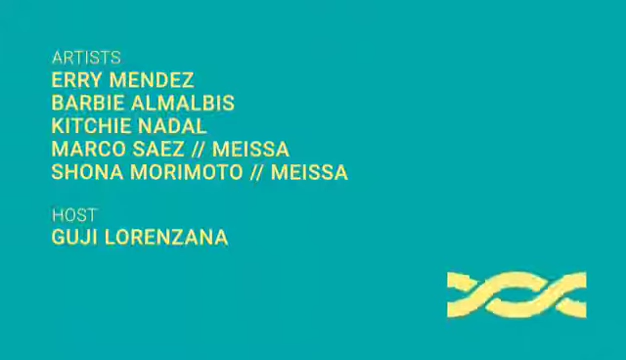 ARTISTS
ERRY MENDEZ
BARBIE ALMALBIS
KITCHIE NADAL
MARCO SAEZ // MEISSA
SHONA MORIMOTO // MEISSA
HOST
GUJI LORENZANA